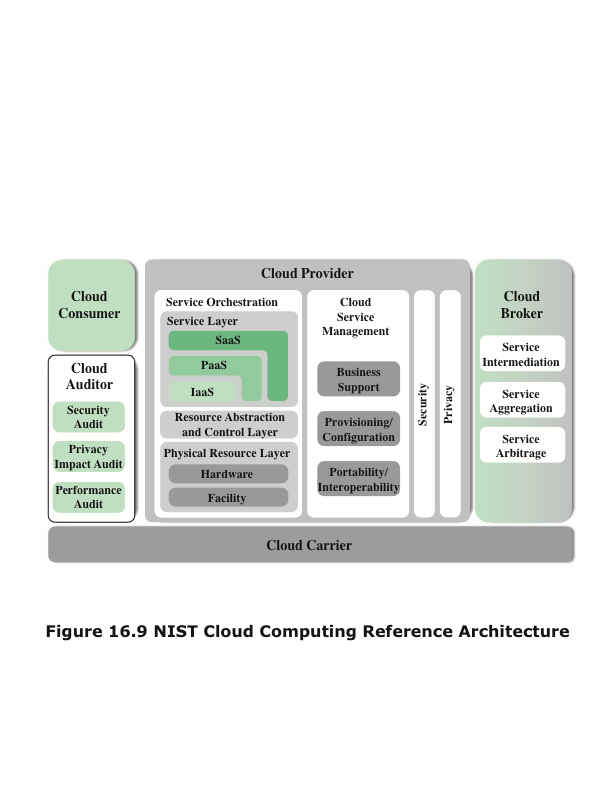 Cloud
Consumer
Cloud
Auditor
Security
Audit
Privacy
Impact Audit
Performance
Audit
Cloud Provider
Service Orchestration
Service Layer
SaaS
PaaS
IaaS
Resource Abstraction
and Control Layer
Physical Resource Layer
Hardware
Facility
Cloud
Service
Management
Business
Support
Provisioning/
Configuration
Portability/
Interoperability
Security
Privacy
Cloud
Broker
Service
Intermediation
Service
Aggregation
Service
Arbitrage
Cloud Carrier
Figure 16.9 NIST Cloud Computing Reference Architecture